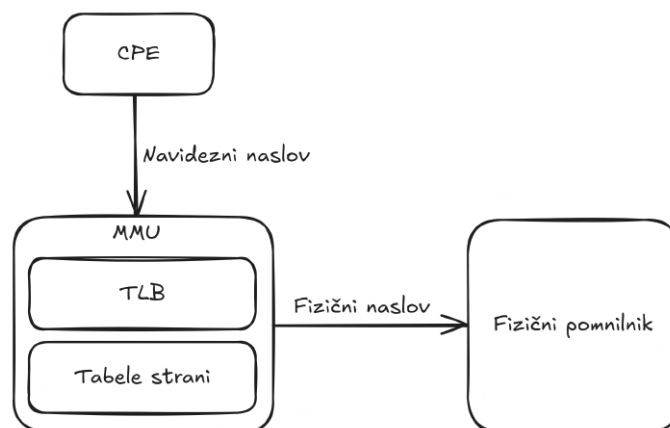 CPE
Navidezni naslov
MMU
TLB
Tabele strani
Fizični naslov
Fizični pomnilnik